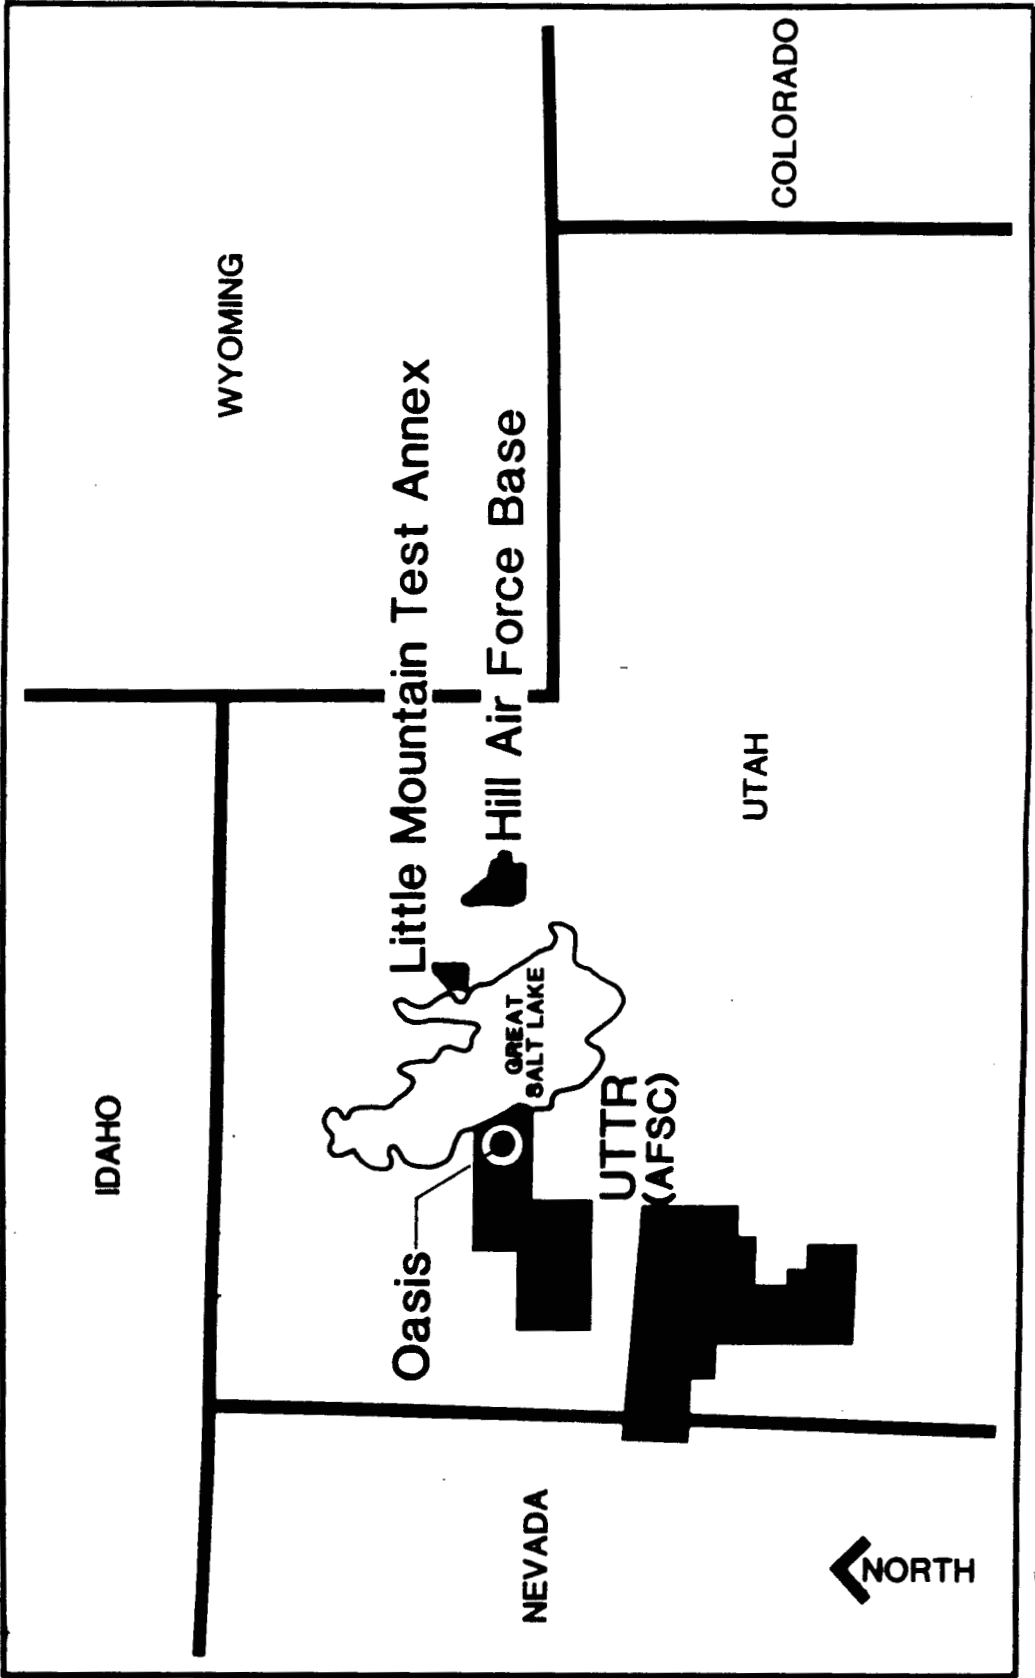 IDAHO
WYOMING
Little Mountain Test Annex
Hill Air Force Base
Oasis
GREAT
SALT LAKE
UTTR
(AFSC)
NEVADA
UTAH
COLORADO
NORTH